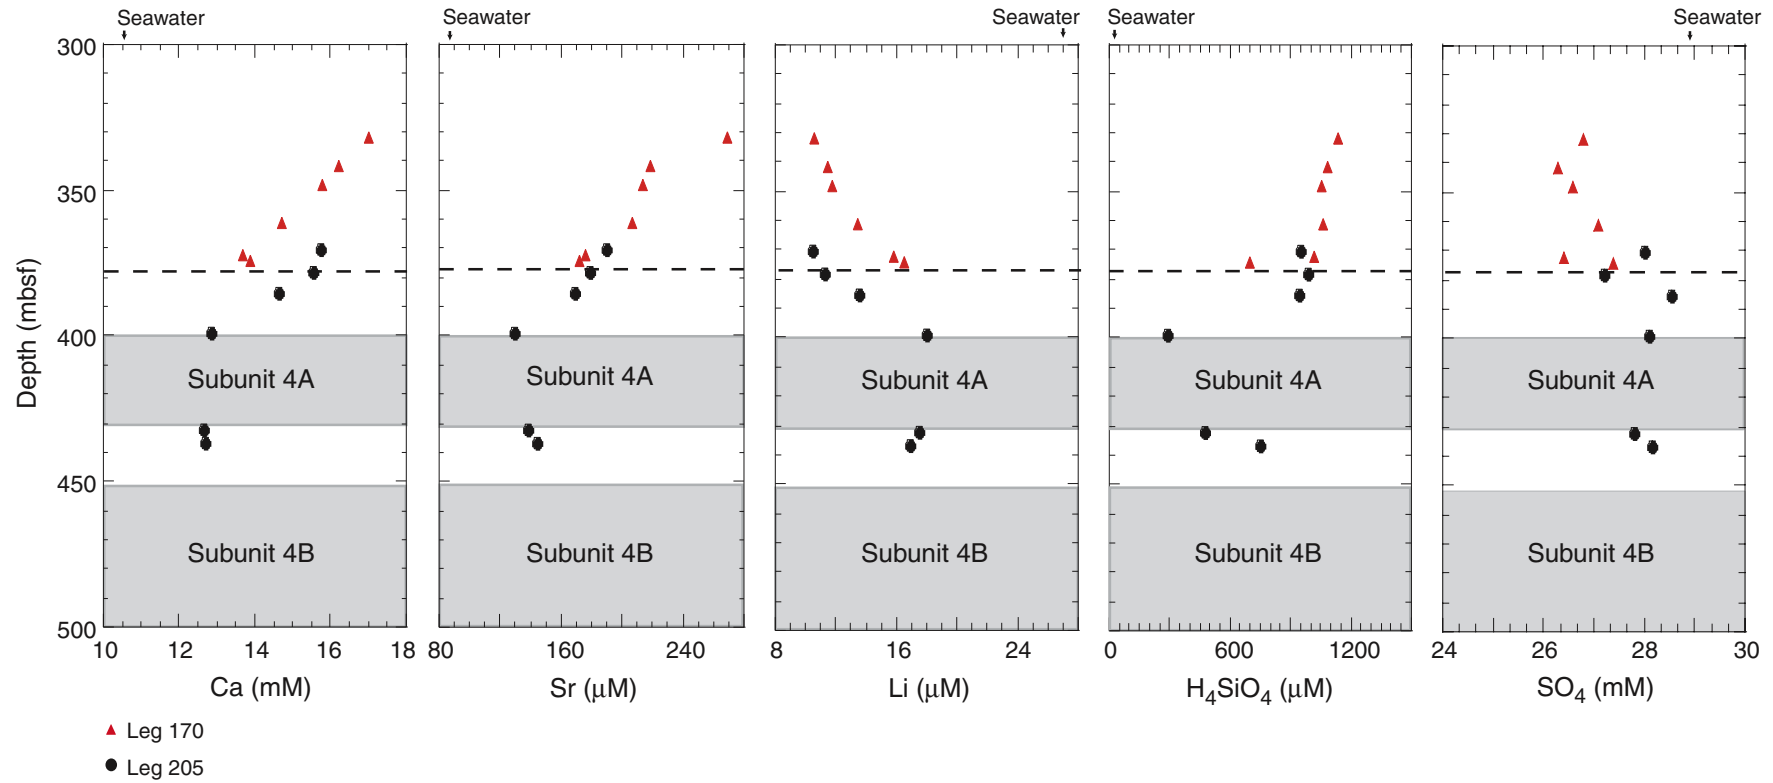 Seawater Seawater Seawater Seawater Seawater
300
350
400
450
500
Depth (mbsf)
Subunit 4A Subunit 4A Subunit 4A Subunit 4A Subunit 4A
Subunit 4B Subunit 4B Subunit 4B Subunit 4B Subunit 4B
10 12 14 16 18 80 160 240 8 16 24 0 600 1200 24 26 28 30
Ca (mM) Sr (µM) Li (µM) H₄SiO₄ (µM) SO₄ (mM)
Leg 170
Leg 205